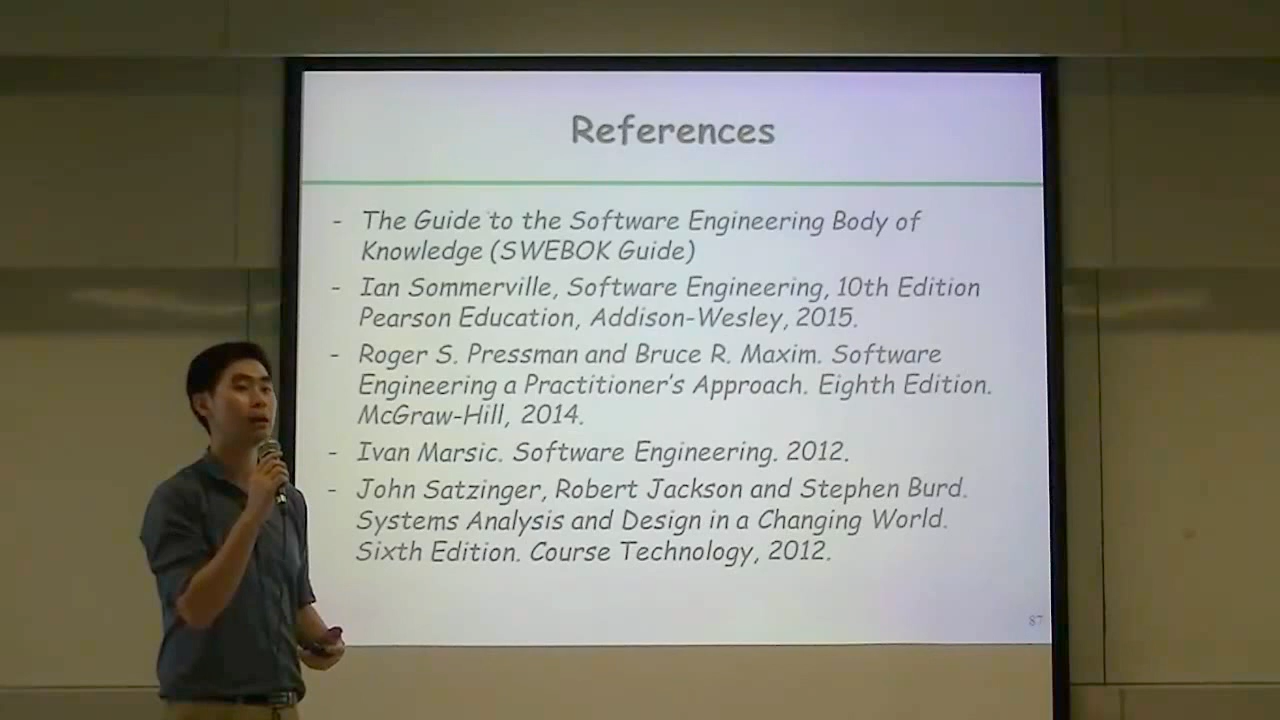 References
- The Guide to the Software Engineering Body of
Knowledge (SWEBOK Guide)
- Ian Sommerville, Software Engineering, 10th Edition
Pearson Education, Addison-Wesley, 2015.
- Roger S. Pressman and Bruce R. Maxim. Software
Engineering a Practitioner's Approach. Eighth Edition.
McGraw-Hill, 2014.
- Ivan Marsic. Software Engineering. 2012.
- John Satzinger, Robert Jackson and Stephen Burd.
Systems Analysis and Design in a Changing World.
Sixth Edition. Course Technology, 2012.
87